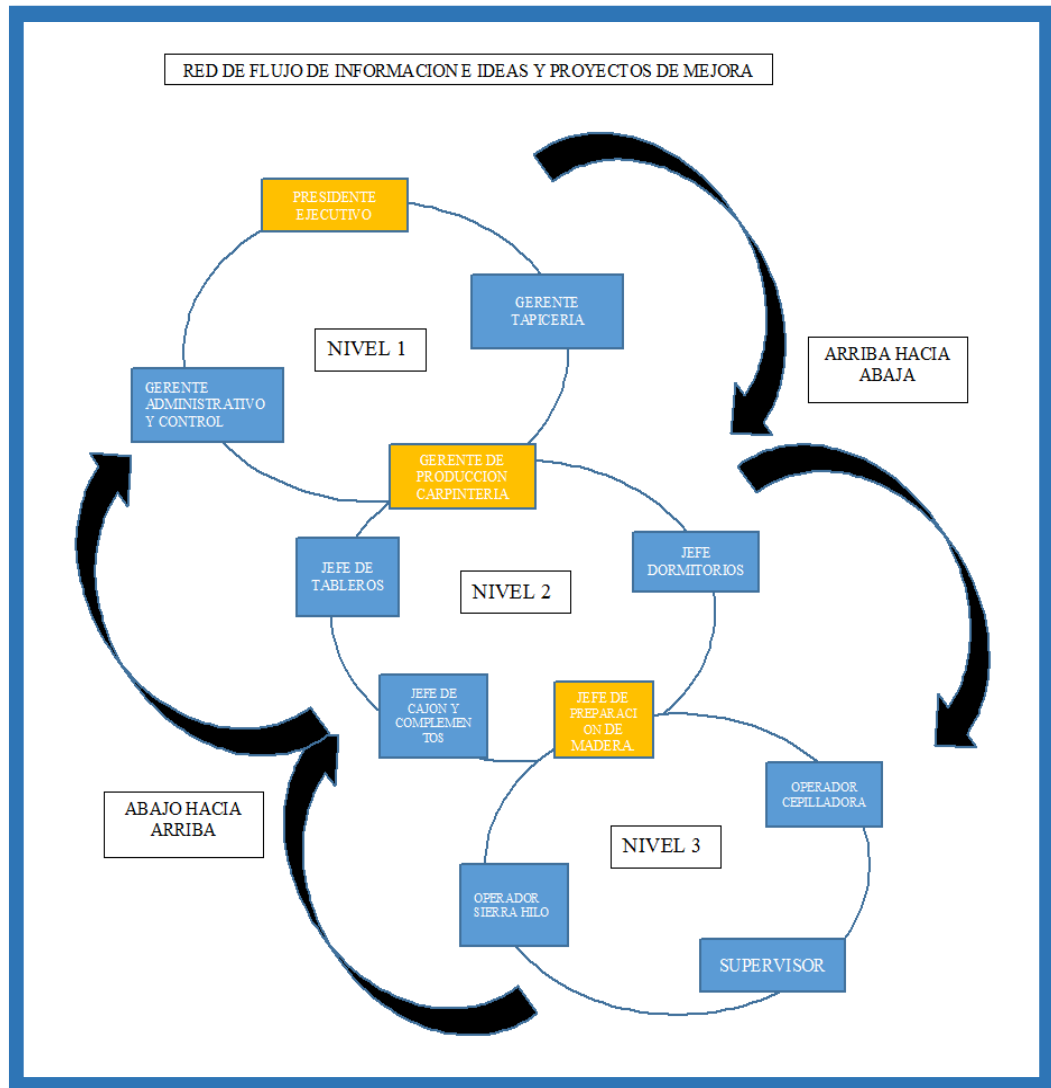 RED DE FLUJO DE INFORMACION E IDEAS Y PROYECTOS DE MEJORA
PRESIDENTE
EJECUTIVO
GERENTE
TAPICERIA
NIVEL 1
ARRIBA HACIA
ABAJA
GERENTE
ADMINISTRATIVO
Y CONTROL
GERENTE DE
PRODUCCION
CARPINTERIA
JEFE DE
TABLEROS
JEFE
DORMITORIOS
NIVEL 2
JEFE DE
CAJON Y
COMPLEMEN
TOS
JEFE DE
PREPARACI
ON DE
MADERA.
ABAJO HACIA
ARRIBA
OPERADOR
CEPILLADORA
NIVEL 3
OPERADOR
SIERRA HILO
SUPERVISOR